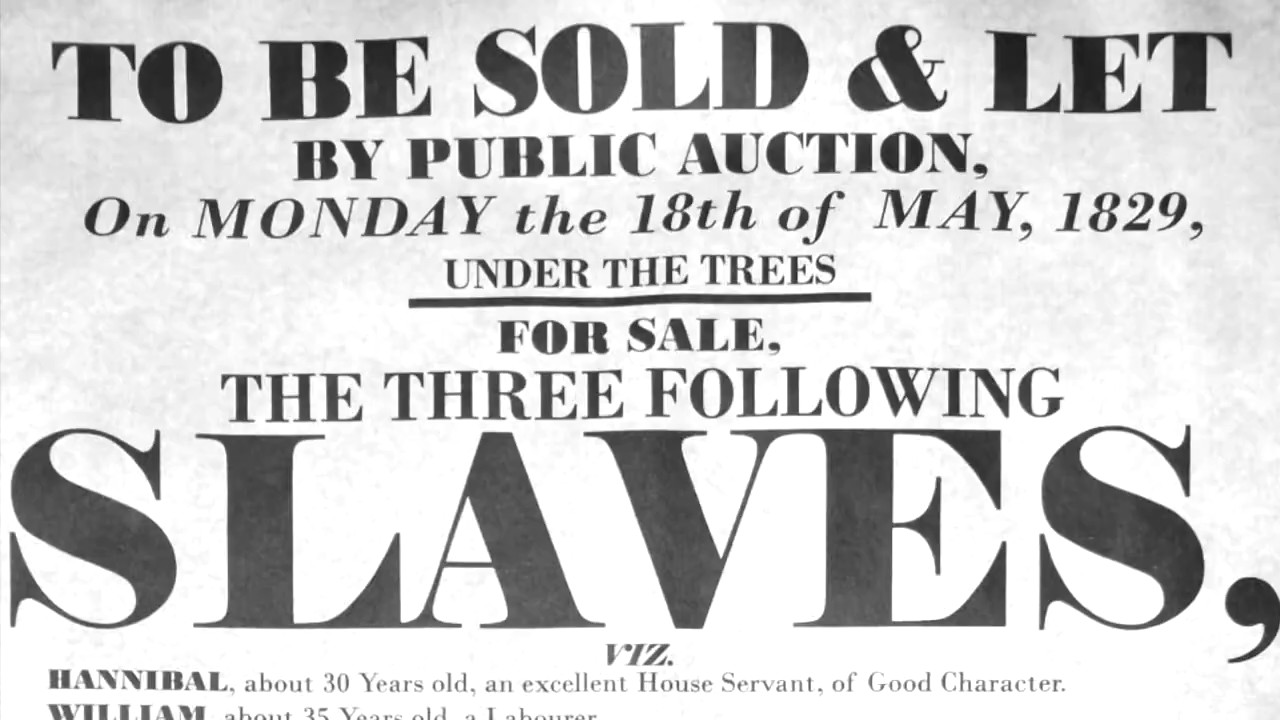 TO BE SOLD & LET
BY PUBLIC AUCTION,
On MONDAY the 18th of MAY, 1829,
UNDER THE TREES
FOR SALE,
THE THREE FOLLOWING
SLAVES,
VIZ.
HANNIBAL, about 30 Years old, an excellent House Servant, of Good Character.
WILLIAM, about 35 Years old, a Labourer.